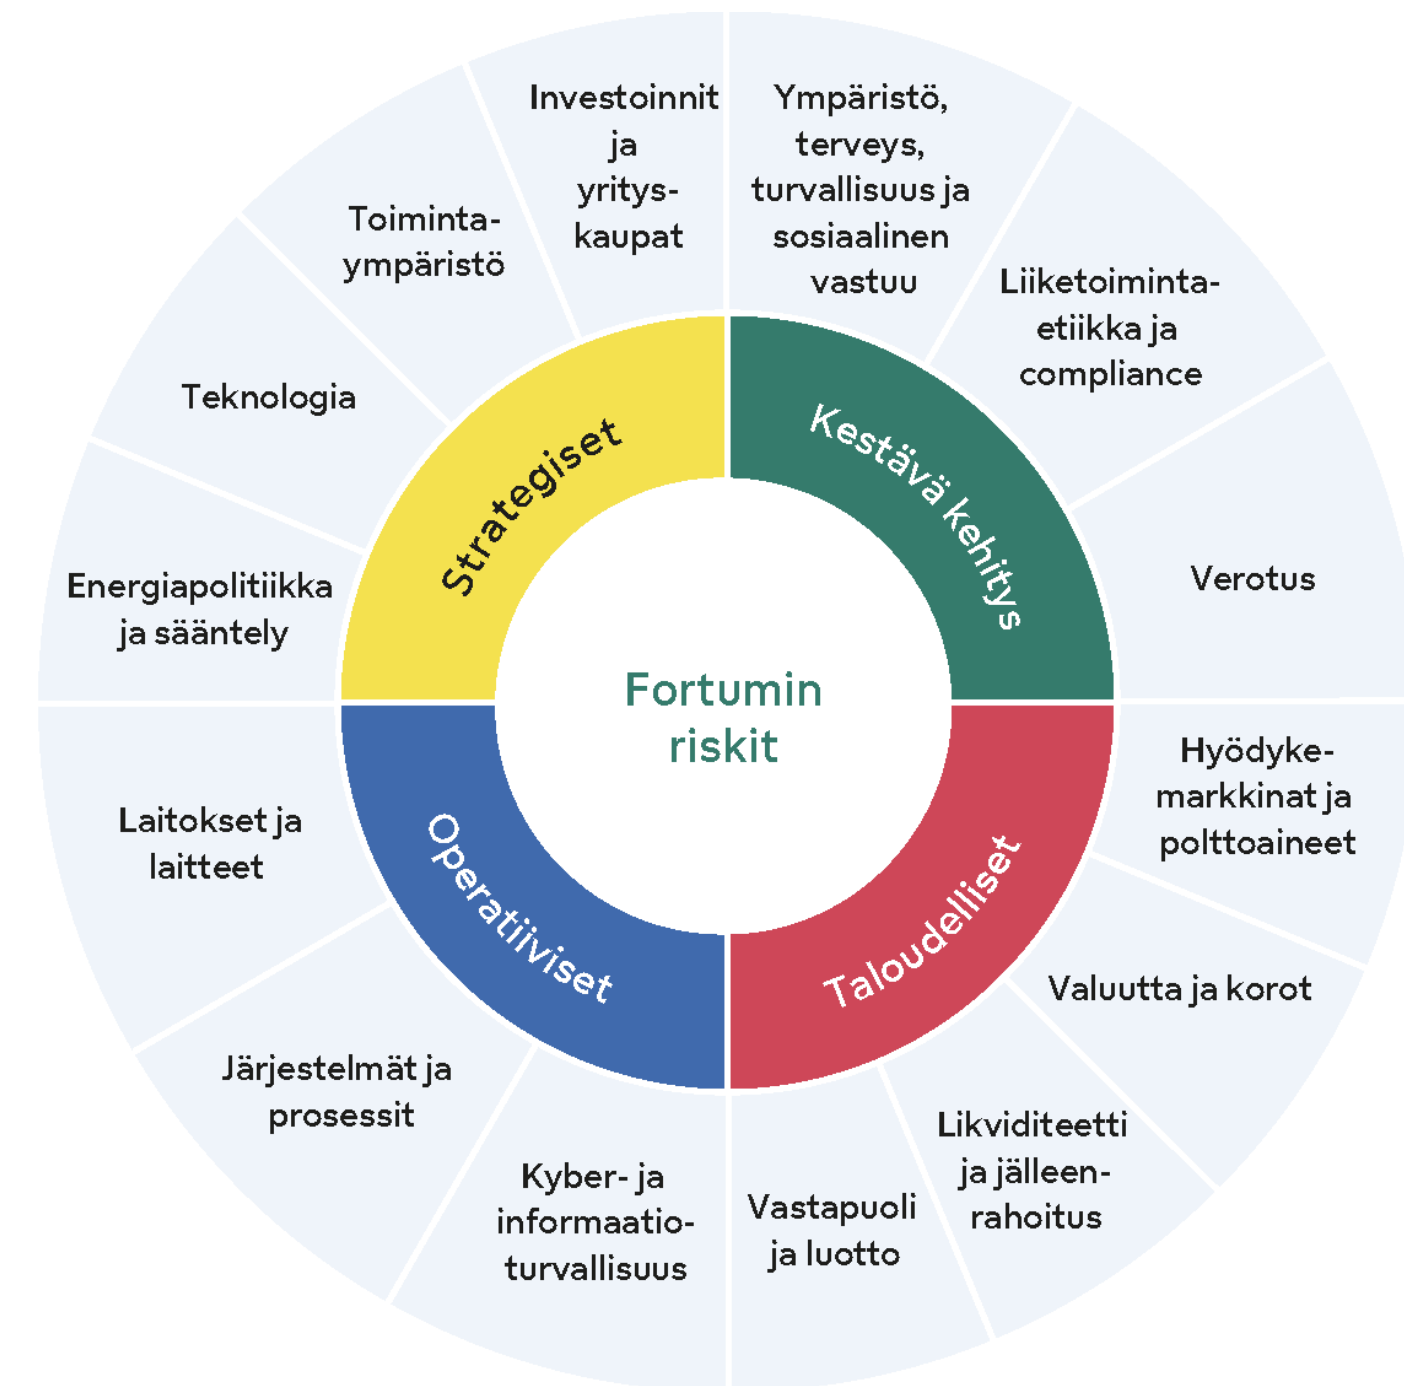 Fortumin
riskit
Strategiset
Investoinnit
ja
yritys-
kaupat
Toiminta-
ympäristö
Teknologia
Energiapolitiikka
ja sääntely
Kestävä kehitys
Ympäristö,
terveys,
turvallisuus ja
sosiaalinen
vastuu
Liiketoiminta-
etiikka ja
compliance
Verotus
Taloudelliset
Hyödyke-
markkinat ja
polttoaineet
Valuutta ja korot
Likviditeetti
ja jälleen-
rahoitus
Vastapuoli
ja luotto
Operatiiviset
Kyber- ja
informaatio-
turvallisuus
Järjestelmät ja
prosessit
Laitokset ja
laitteet